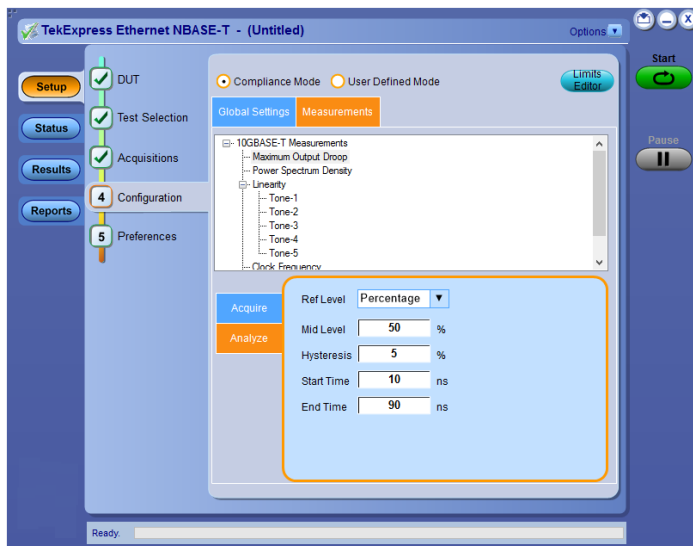 TekExpress Ethernet NBASE-T - (Untitled)
Options
Start
Setup
DUT
Compliance Mode
User Defined Mode
Limits
Editor
Test Selection
Global Settings
Measurements
Status
Pause
10GBASE-T Measurements
Acquisitions
Maximum Output Droop
Power Spectrum Density
Results
Linearity
4 Configuration
Tone-1
Tone-2
Reports
Tone-3
Tone-4
5 Preferences
Tone-5
Clock Frequency
Acquire
Ref Level Percentage
Analyze
Mid Level 50 %
Hysteresis 5 %
Start Time 10 ns
End Time 90 ns
Ready.